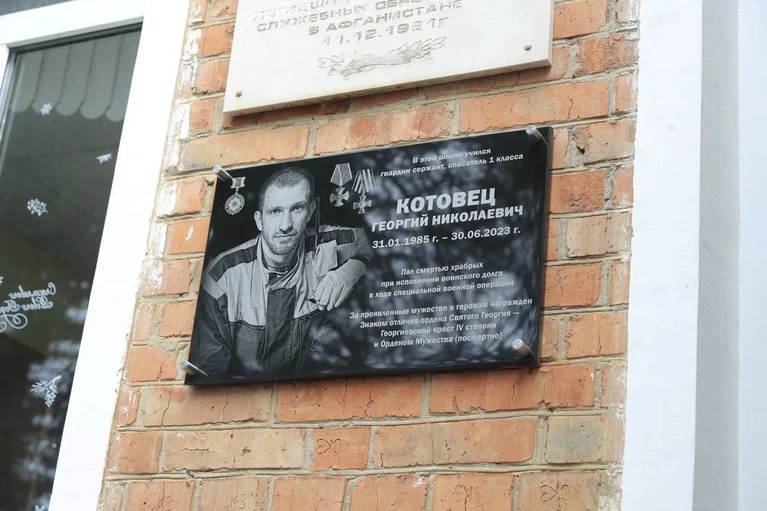 СЛУЖЕБНЫХ
В АФГАНИСТАНЕ
11.12.1981г
В этой школе учился
гвардии сержант, спасатель 1 класса
КОТОВЕЦ
ГЕОРГИЙ НИКОЛАЕВИЧ
31.01.1985 г. – 30.06.2023 г.
Пал смертью храбрых
при исполнении воинского долга
в ходе специальной военной операции
За проявленные мужество и героизм награжден
Знаком отличия ордена Святого Георгия —
Георгиевский крест IV степени
и Орденом Мужества (посмертно)